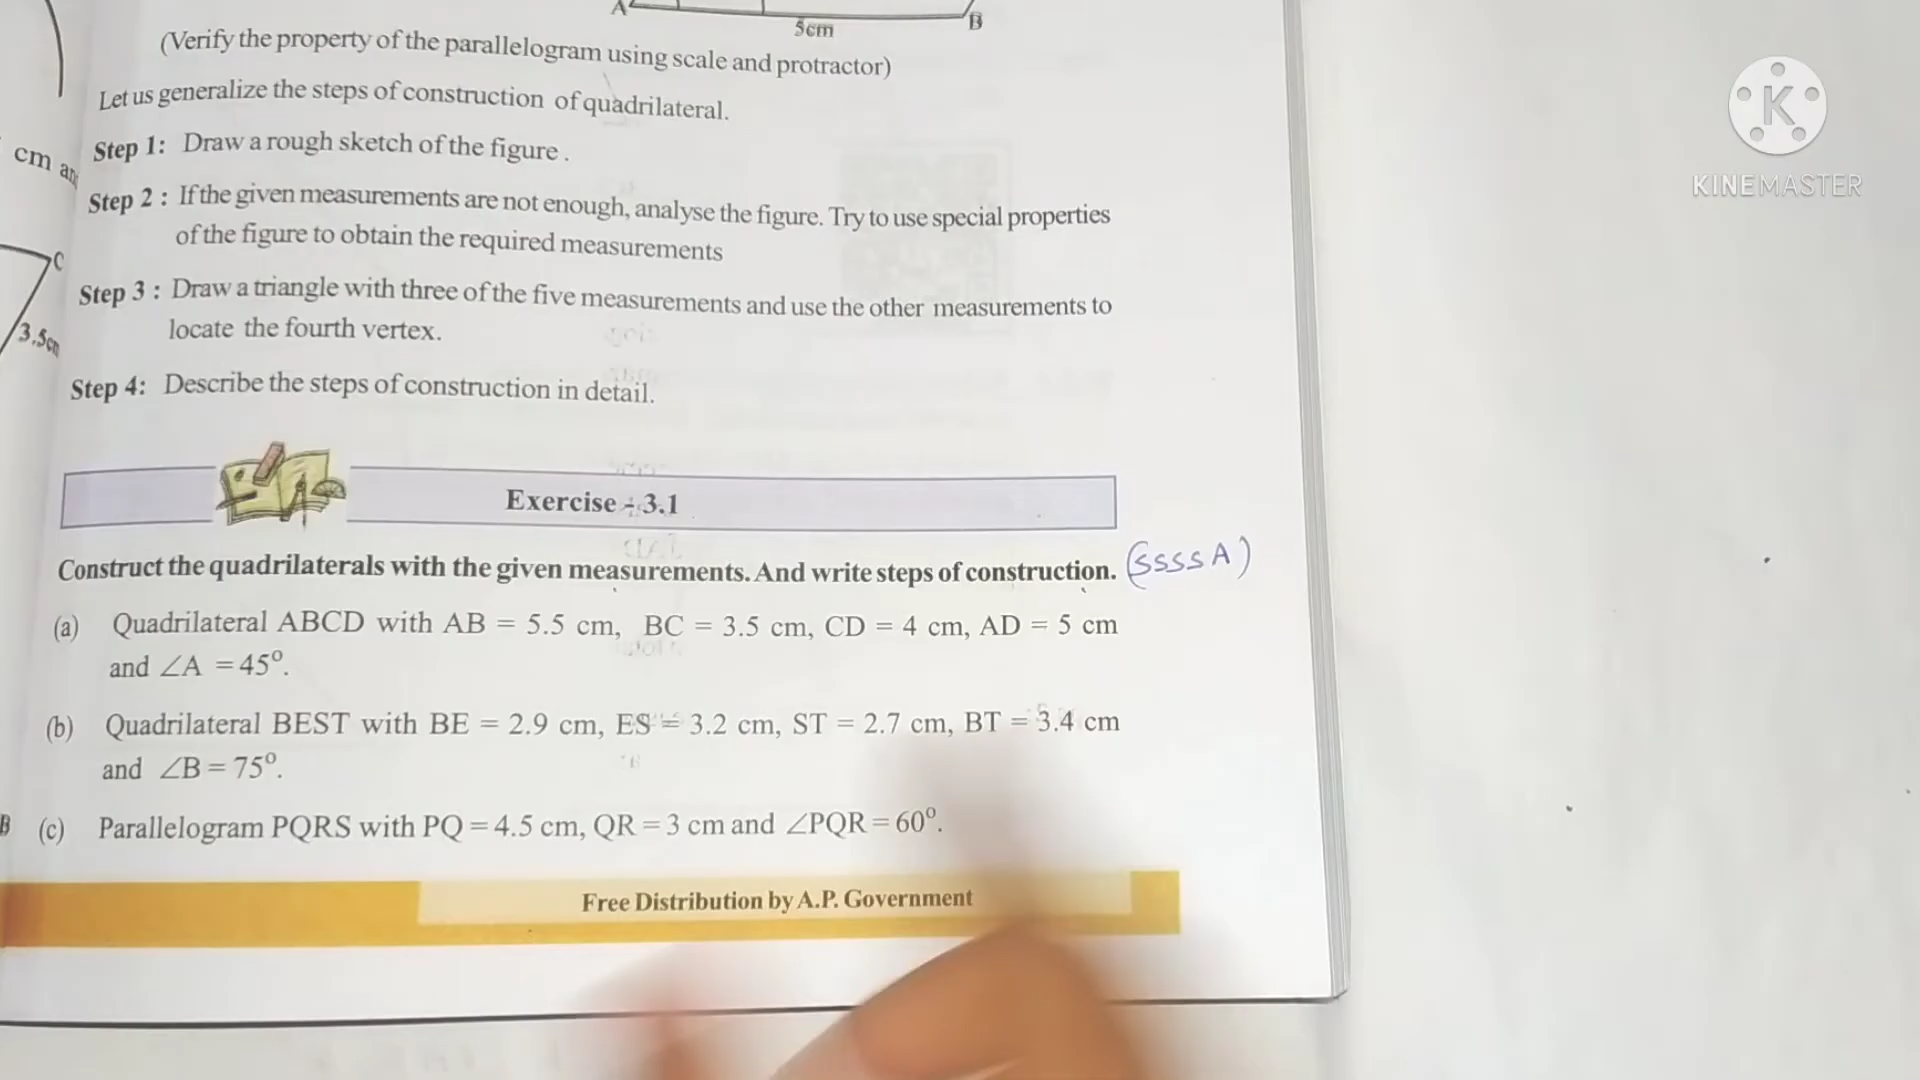 A
5cm
B
(Verify the property of the parallelogram using scale and protractor)
Let us generalize the steps of construction of quadrilateral.
cm
Step 1: Draw a rough sketch of the figure .
Step 2 : If the given measurements are not enough, analyse the figure. Try to use special properties
of the figure to obtain the required measurements
C
Step 3 : Draw a triangle with three of the five measurements and use the other measurements to
locate the fourth vertex.
3.5cm
Step 4: Describe the steps of construction in detail.
Exercise - 3.1
Construct the quadrilaterals with the given measurements. And write steps of construction. (SSSSA)
(a) Quadrilateral ABCD with AB = 5.5 cm, BC = 3.5 cm, CD = 4 cm, AD = 5 cm
and ∠A = 45°.
(b) Quadrilateral BEST with BE = 2.9 cm, ES = 3.2 cm, ST = 2.7 cm, BT = 3.4 cm
and ∠B = 75°.
B
(c) Parallelogram PQRS with PQ = 4.5 cm, QR = 3 cm and ∠PQR = 60°.
Free Distribution by A.P. Government
K
KINEMASTER